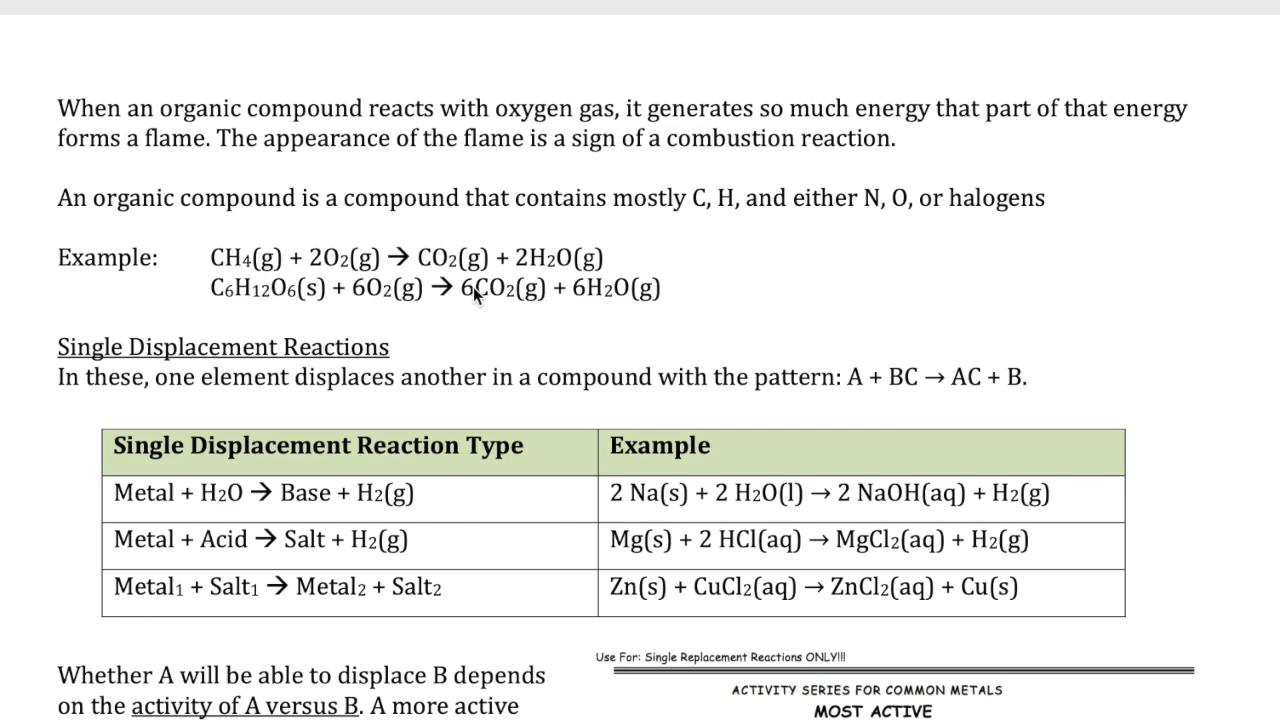 When an organic compound reacts with oxygen gas, it generates so much energy that part of that energy
forms a flame. The appearance of the flame is a sign of a combustion reaction.
An organic compound is a compound that contains mostly C, H, and either N, O, or halogens
Example: CH₄(g) + 2O₂(g) → CO₂(g) + 2H₂O(g)
C₆H₁₂O₆(s) + 6O₂(g) → 6CO₂(g) + 6H₂O(g)
Single Displacement Reactions
In these, one element displaces another in a compound with the pattern: A + BC → AC + B.
Single Displacement Reaction Type Example
Metal + H₂O → Base + H₂(g) 2 Na(s) + 2 H₂O(l) → 2 NaOH(aq) + H₂(g)
Metal + Acid → Salt + H₂(g) Mg(s) + 2 HCl(aq) → MgCl₂(aq) + H₂(g)
Metal₁ + Salt₁ → Metal₂ + Salt₂ Zn(s) + CuCl₂(aq) → ZnCl₂(aq) + Cu(s)
Whether A will be able to displace B depends
on the activity of A versus B. A more active
Use For: Single Replacement Reactions ONLY!!!
ACTIVITY SERIES FOR COMMON METALS
MOST ACTIVE